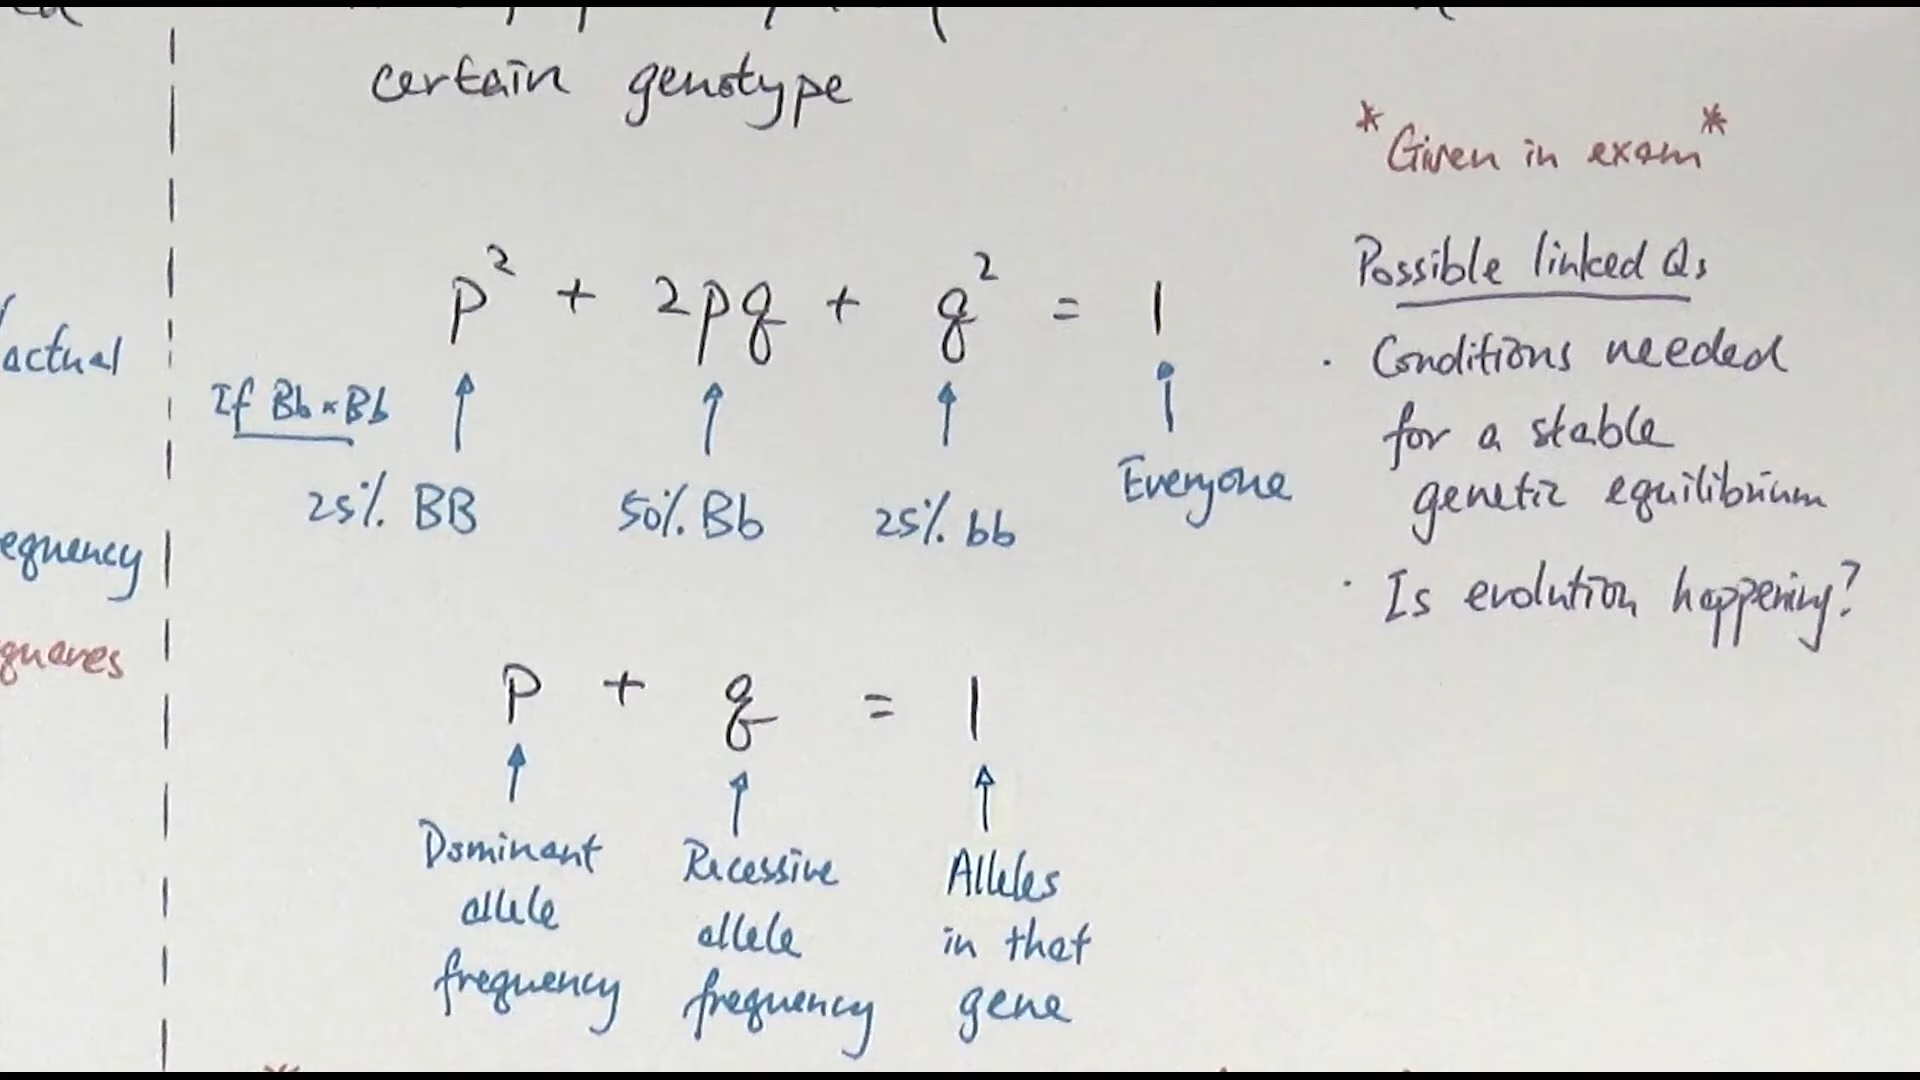 certain genotype
*Given in exam*
p² + 2pq + q² = 1
If Bb × Bb
25% BB
50% Bb
25% bb
Everyone
p + q = 1
Dominant
allele
frequency
Recessive
allele
frequency
Alleles
in that
gene
Possible linked Qs
· Conditions needed
for a stable
genetic equilibrium
· Is evolution happening?
actual
equency
quares